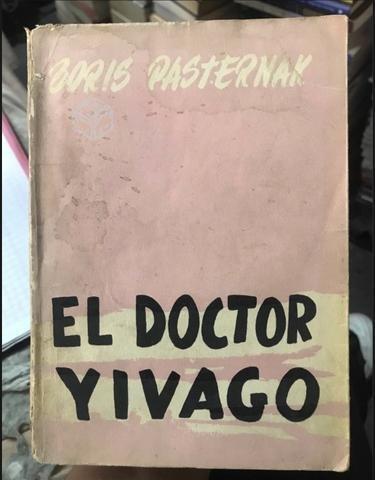 BORIS PASTERNAK
EL DOCTOR
YIVAGO